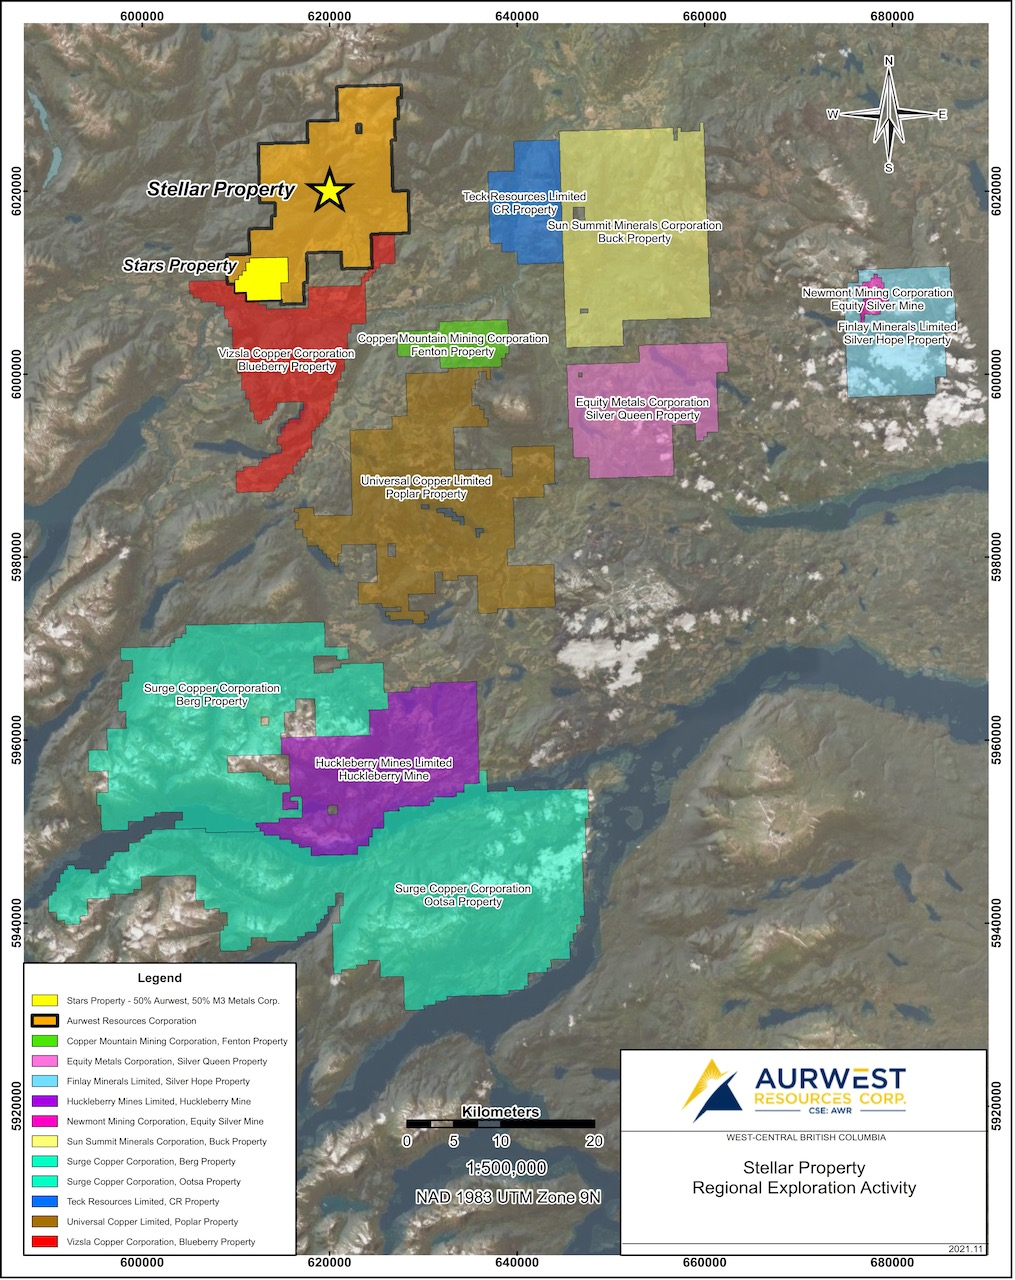 600000
620000
640000
660000
680000
N
W
E
S
6020000
6020000
Stellar Property
Teck Resources Limited
CR Property
Sun Summit Minerals Corporation
Buck Property
Stars Property
Newmont Mining Corporation
Equity Silver Mine
Finlay Minerals Limited
Silver Hope Property
Copper Mountain Mining Corporation
Fenton Property
Vizsla Copper Corporation
Blueberry Property
6000000
6000000
Equity Metals Corporation
Silver Queen Property
Universal Copper Limited
Poplar Property
5980000
5980000
Surge Copper Corporation
Berg Property
5960000
5960000
Huckleberry Mines Limited
Huckleberry Mine
Surge Copper Corporation
Ootsa Property
5940000
5940000
Legend
Stars Property - 50% Aurwest, 50% M3 Metals Corp.
Aurwest Resources Corporation
Copper Mountain Mining Corporation, Fenton Property
Equity Metals Corporation, Silver Queen Property
Finlay Minerals Limited, Silver Hope Property
Huckleberry Mines Limited, Huckleberry Mine
Newmont Mining Corporation, Equity Silver Mine
Sun Summit Minerals Corporation, Buck Property
Surge Copper Corporation, Berg Property
Surge Copper Corporation, Ootsa Property
Teck Resources Limited, CR Property
Universal Copper Limited, Poplar Property
Vizsla Copper Corporation, Blueberry Property
5920000
5920000
Kilometers
0 5 10 20
1:500,000
NAD 1983 UTM Zone 9N
AURWEST
RESOURCES CORP.
CSE: AWR
WEST-CENTRAL BRITISH COLUMBIA
Stellar Property
Regional Exploration Activity
2021.11
600000
620000
640000
660000
680000